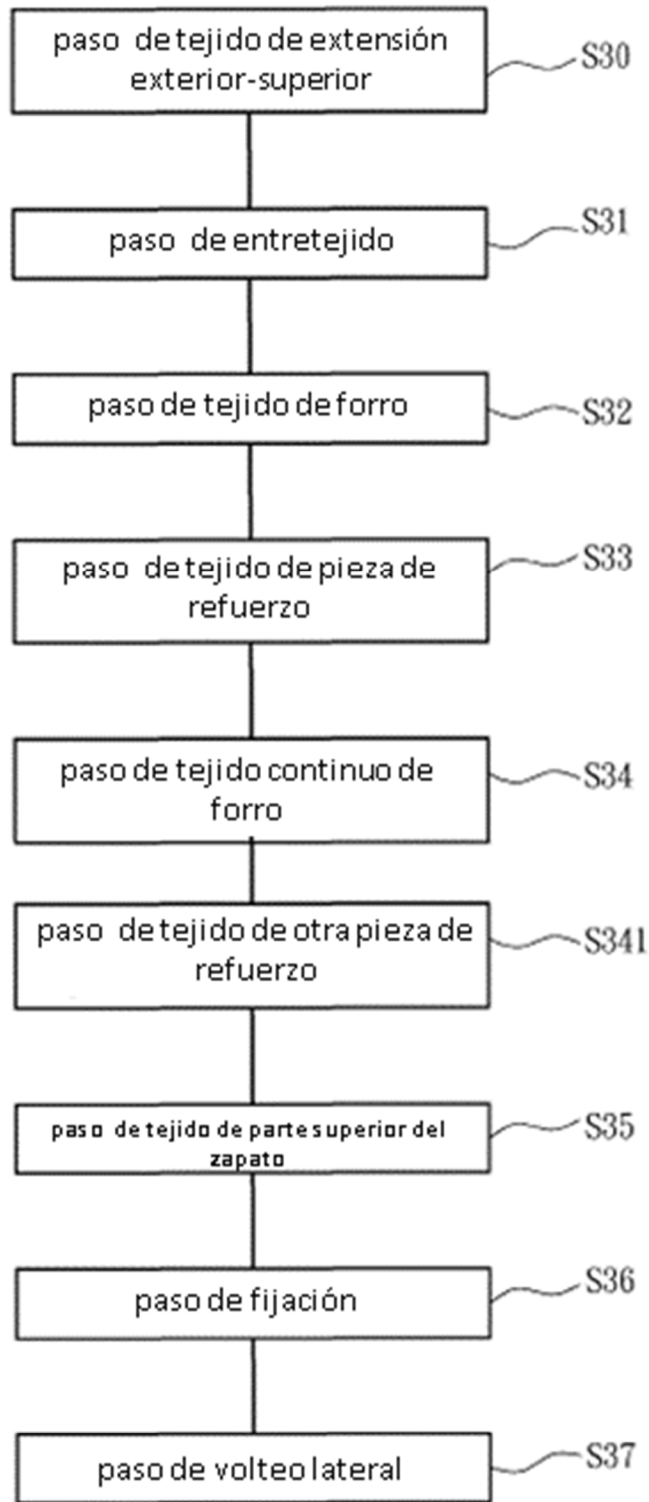 paso de tejido de extensión
exterior-superior
S30
paso de entretejido
S31
paso de tejido de forro
S32
paso de tejido de pieza de
refuerzo
S33
paso de tejido continuo de
forro
S34
paso de tejido de otra pieza de
refuerzo
S341
paso de tejido de parte superior del
zapato
S35
paso de fijación
S36
paso de volteo lateral
S37